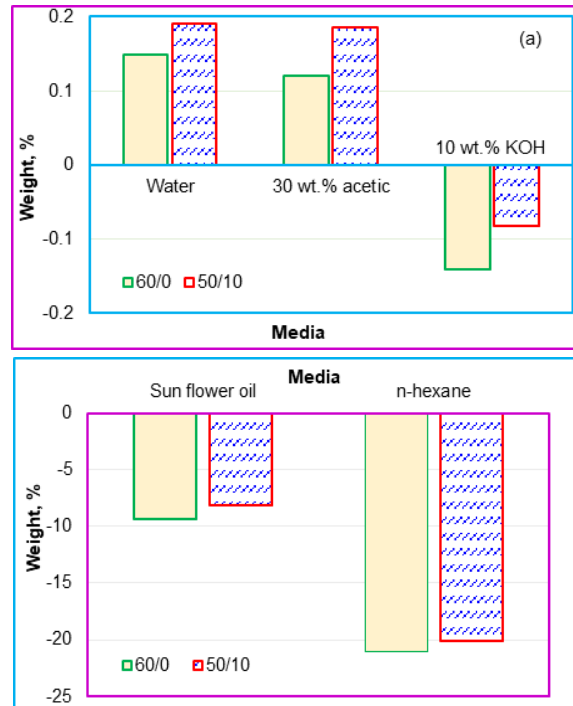 0.2
(a)
0.1
10 wt.% KOH
0
Water
30 wt.% acetic
-0.1
60/0
50/10
-0.2
Weight, %
Media
Media
Sun flower oil
n-hexane
0
-5
-10
-15
-20
60/0
50/10
-25
Weight, %